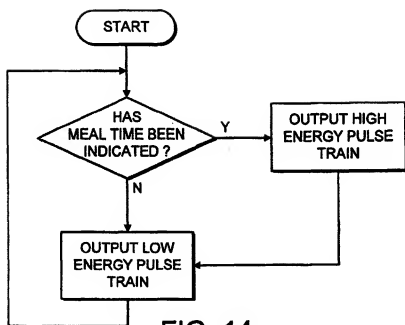 START
HAS
MEAL TIME BEEN
INDICATED ?
Y
N
OUTPUT HIGH
ENERGY PULSE
TRAIN
OUTPUT LOW
ENERGY PULSE
TRAIN